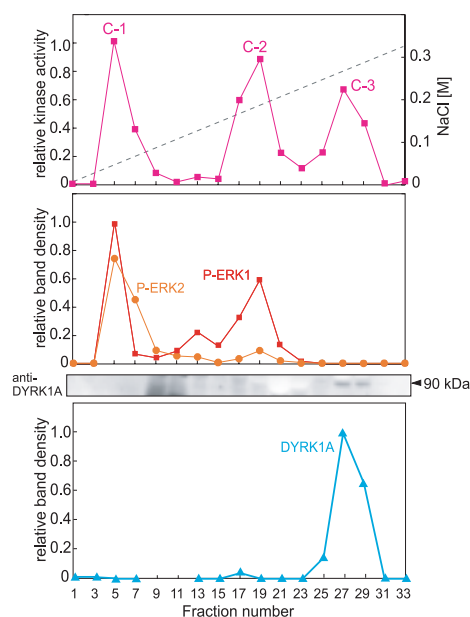 C-1
C-2
C-3
relative kinase activity
1.0
0.8
0.6
0.4
0.2
0
0.3
0.2
0.1
0
NaCl [M]
relative band density
1.0
0.8
0.6
0.4
0.2
0
P-ERK1
P-ERK2
anti-
DYRK1A
90 kDa
relative band density
1.0
0.8
0.6
0.4
0.2
0
DYRK1A
1 3 5 7 9 11 13 15 17 19 21 23 25 27 29 31 33
Fraction number